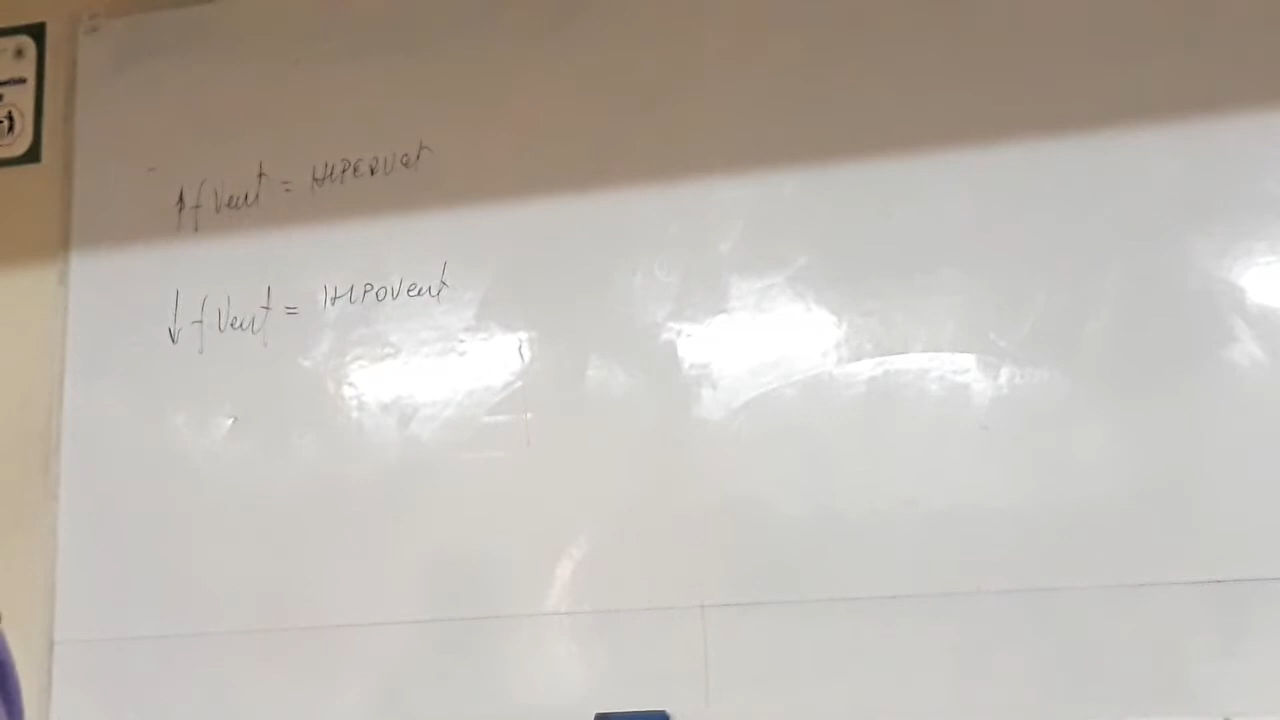 ↑ f Vent = HIPERVent
↓ f Vent = HIPOVent